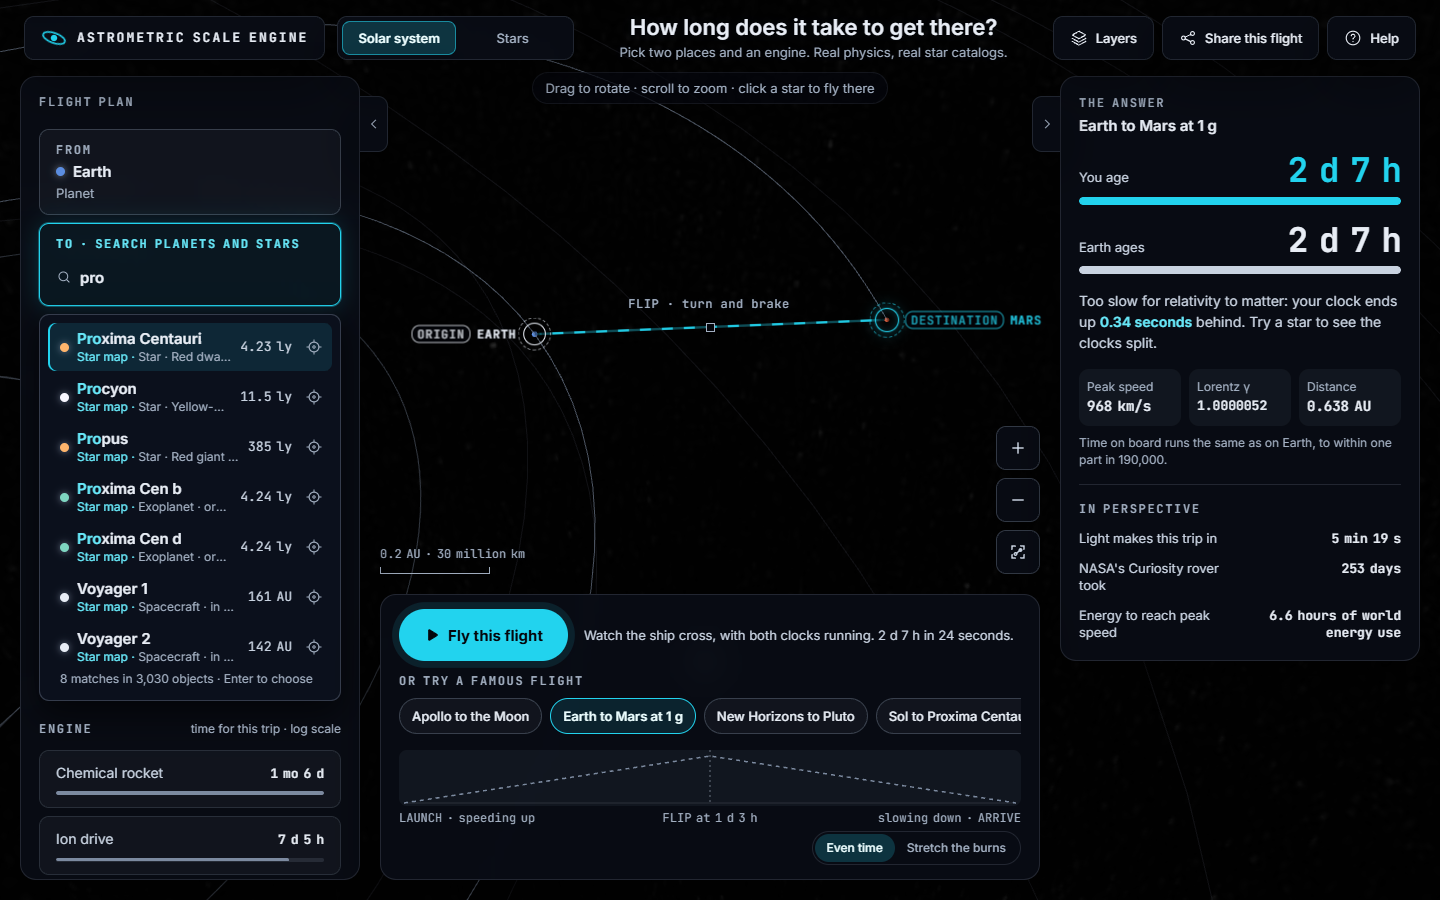 ASTROMETRIC SCALE ENGINE
Solar system
Stars
How long does it take to get there?
Pick two places and an engine. Real physics, real star catalogs.
Layers
Share this flight
Help
Drag to rotate · scroll to zoom · click a star to fly there
FLIGHT PLAN
FROM
Earth
Planet
TO · SEARCH PLANETS AND STARS
pro
Proxima Centauri
4.23 ly
Star map · Star · Red dwa...
Procyon
11.5 ly
Star map · Star · Yellow-...
Propus
385 ly
Star map · Star · Red giant ...
Proxima Cen b
4.24 ly
Star map · Exoplanet · or...
Proxima Cen d
4.24 ly
Star map · Exoplanet · or...
Voyager 1
161 AU
Star map · Spacecraft · in ...
Voyager 2
142 AU
Star map · Spacecraft · in ...
8 matches in 3,030 objects · Enter to choose
ENGINE
time for this trip · log scale
Chemical rocket
1 mo 6 d
Ion drive
7 d 5 h
ORIGIN EARTH
FLIP · turn and brake
DESTINATION MARS
0.2 AU · 30 million km
Fly this flight
Watch the ship cross, with both clocks running. 2 d 7 h in 24 seconds.
OR TRY A FAMOUS FLIGHT
Apollo to the Moon
Earth to Mars at 1 g
New Horizons to Pluto
Sol to Proxima Centau
LAUNCH · speeding up
FLIP at 1 d 3 h
slowing down · ARRIVE
Even time
Stretch the burns
THE ANSWER
Earth to Mars at 1 g
You age
2 d 7 h
Earth ages
2 d 7 h
Too slow for relativity to matter: your clock ends
up 0.34 seconds behind. Try a star to see the
clocks split.
Peak speed
968 km/s
Lorentz γ
1.0000052
Distance
0.638 AU
Time on board runs the same as on Earth, to within one
part in 190,000.
IN PERSPECTIVE
Light makes this trip in
5 min 19 s
NASA's Curiosity rover
took
253 days
Energy to reach peak
speed
6.6 hours of world
energy use